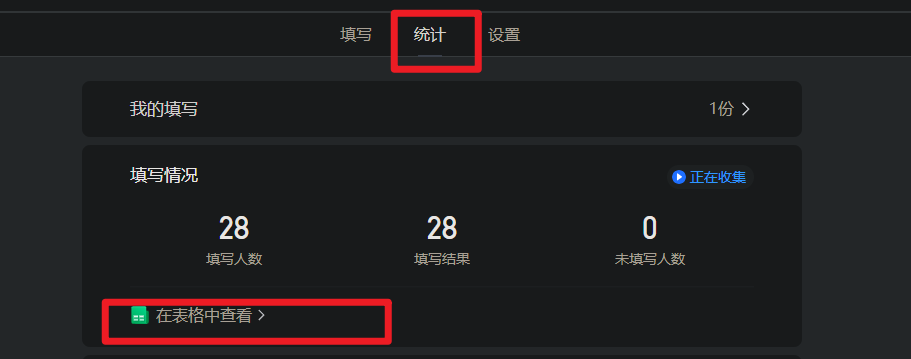 填写 统计 设置
我的填写 1份
填写情况 正在收集
28 28 0
填写人数 填写结果 未填写人数
在表格中查看